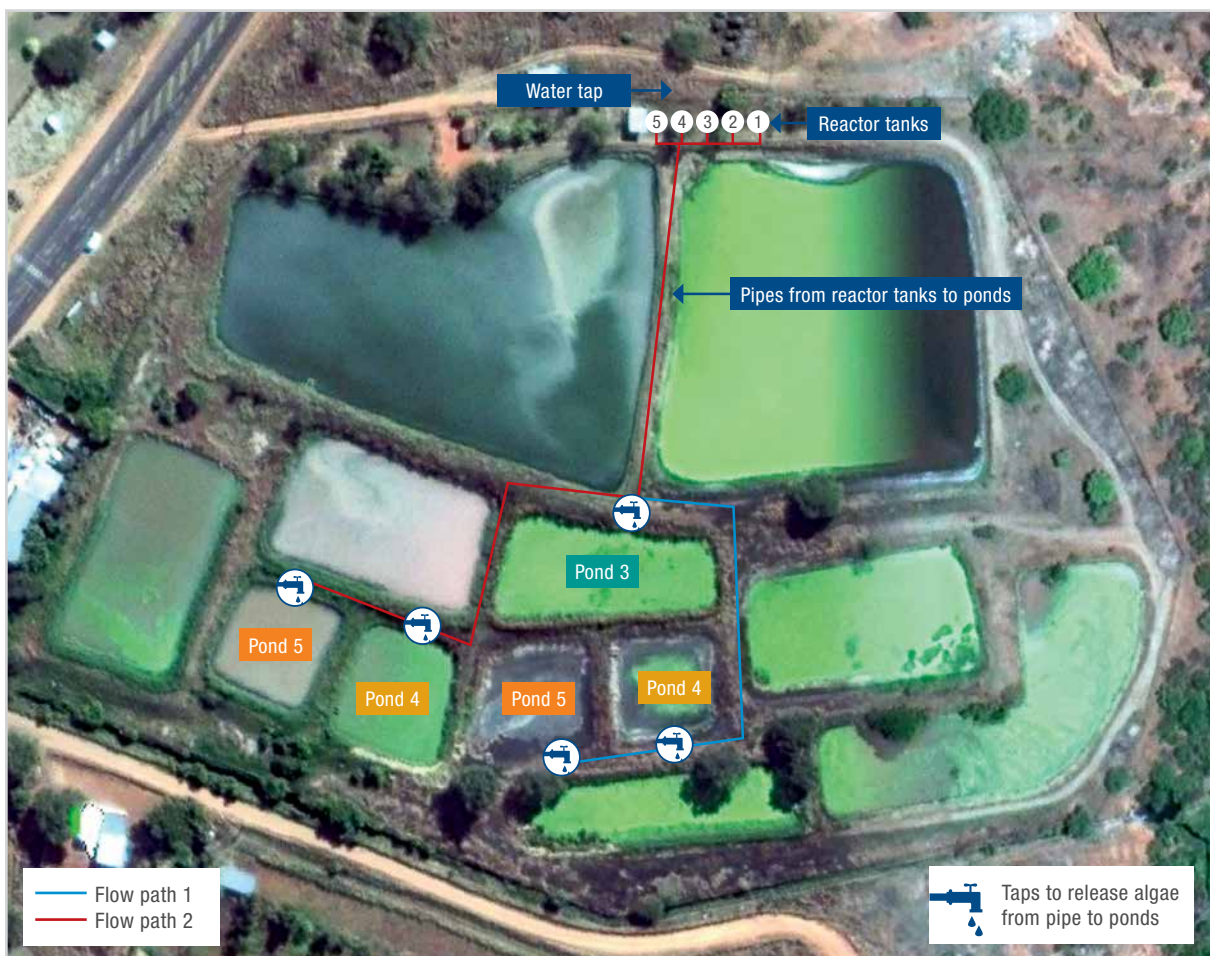 Water tap
5 4 3 2 1
Reactor tanks
Pipes from reactor tanks to ponds
Pond 3
Pond 5
Pond 4
Pond 5
Pond 4
Flow path 1
Flow path 2
Taps to release algae
from pipe to ponds